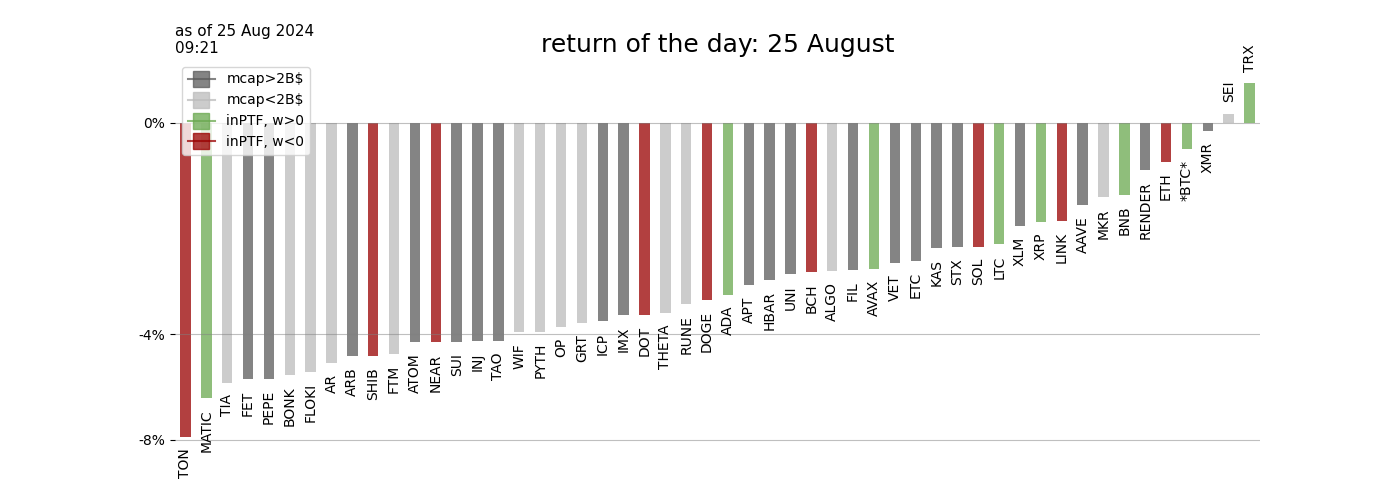 as of 25 Aug 2024
09:21
return of the day: 25 August
mcap>2B$
mcap<2B$
inPTF, w>0
inPTF, w<0
0%
-4%
-8%
TON
MATIC
TIA
FET
PEPE
BONK
FLOKI
AR
ARB
SHIB
FTM
ATOM
NEAR
SUI
INJ
TAO
WIF
PYTH
OP
GRT
ICP
IMX
DOT
THETA
RUNE
DOGE
ADA
APT
HBAR
UNI
BCH
ALGO
FIL
AVAX
VET
ETC
KAS
STX
SOL
LTC
XLM
XRP
LINK
AAVE
MKR
BNB
RENDER
ETH
*BTC*
XMR
SEI
TRX